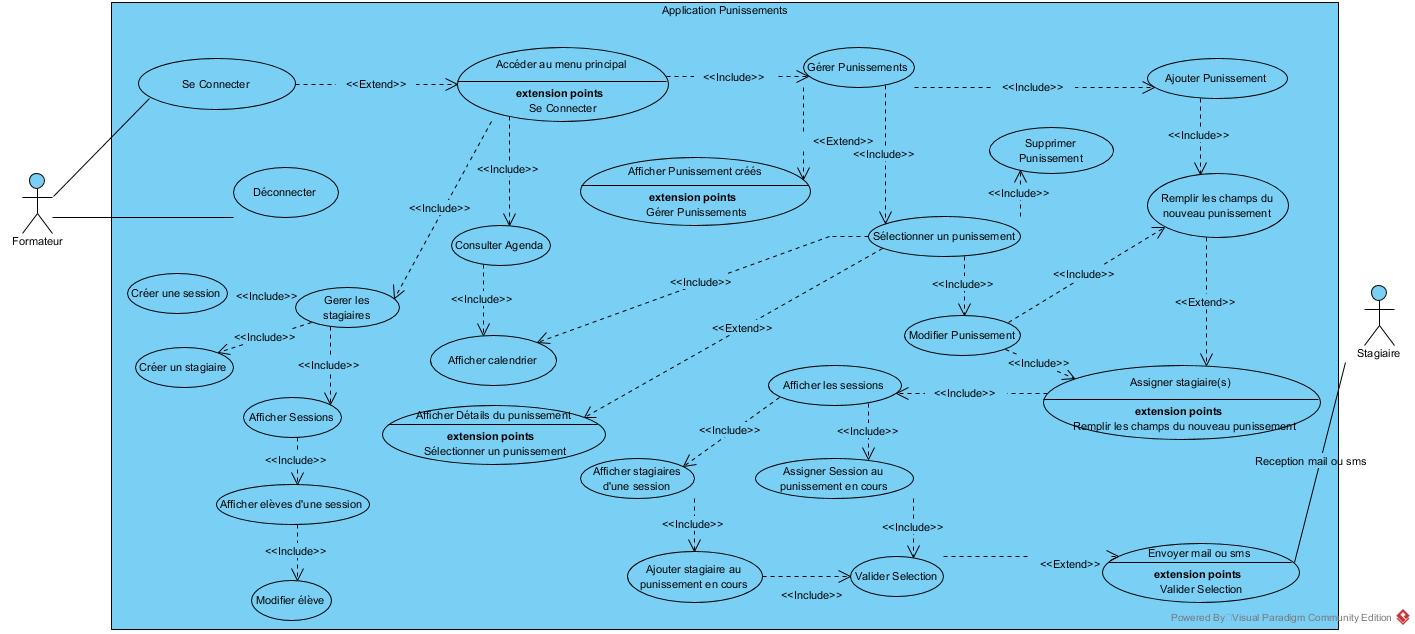 Application Punissements
Se Connecter
<<Extend>>
Accéder au menu principal
extension points
Se Connecter
<<Include>>
Gérer Punissements
<<Include>>
Ajouter Punissement
<<Extend>>
<<Include>>
<<Include>>
Supprimer
Punissement
<<Include>>
Afficher Punissement créés
extension points
Gérer Punissements
<<Include>>
Déconnecter
<<Include>>
<<Include>>
Remplir les champs du
nouveau punissement
Formateur
Consulter Agenda
Sélectionner un punissement
<<Include>>
<<Include>>
<<Include>>
<<Include>>
Créer une session
<<Include>>
Gerer les
stagiaires
<<Include>>
<<Extend>>
<<Extend>>
<<Include>>
Modifier Punissement
Stagiaire
Créer un stagiaire
<<Include>>
Afficher calendrier
<<Include>>
Afficher les sessions
<<Include>>
Assigner stagiaire(s)
extension points
Remplir les champs du nouveau punissement
Afficher Sessions
Afficher Détails du punissement
extension points
Sélectionner un punissement
<<Include>>
<<Include>>
<<Include>>
Reception mail ou sms
Afficher stagiaires
d'une session
Assigner Session au
punissement en cours
Afficher elèves d'une session
<<Include>>
<<Include>>
<<Include>>
Ajouter stagiaire au
punissement en cours
<<Include>>
Valider Selection
<<Extend>>
Envoyer mail ou sms
extension points
Valider Selection
Modifier élève
Powered By Visual Paradigm Community Edition